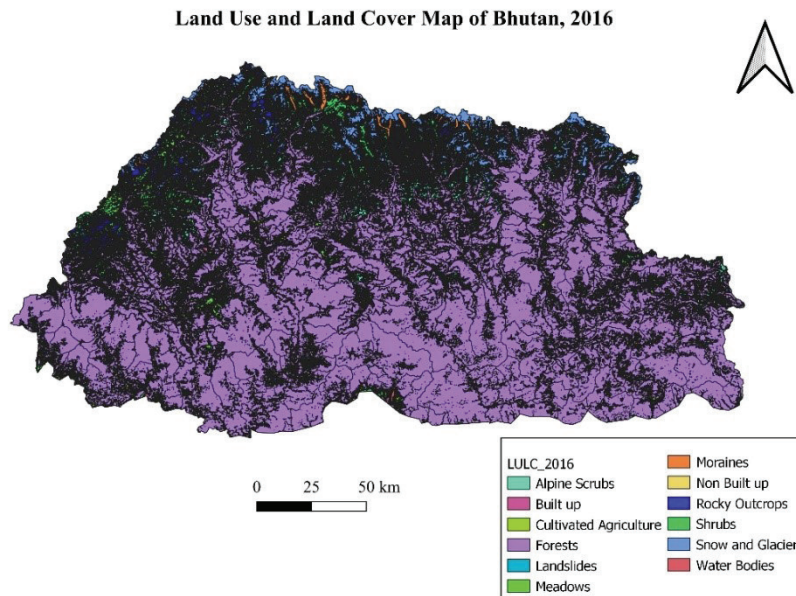 Land Use and Land Cover Map of Bhutan, 2016
0 25 50 km
LULC_2016
Alpine Scrubs
Built up
Cultivated Agriculture
Forests
Landslides
Meadows
Moraines
Non Built up
Rocky Outcrops
Shrubs
Snow and Glacier
Water Bodies